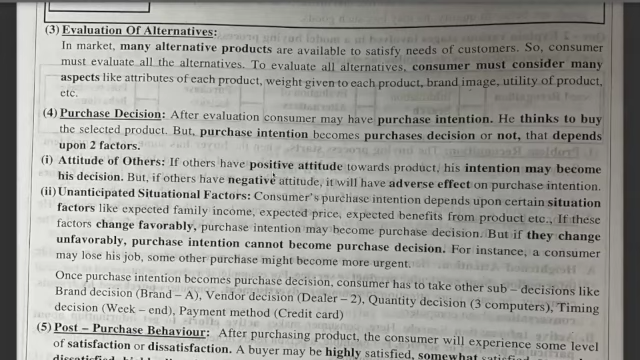 (3) Evaluation Of Alternatives:
In market, many alternative products are available to satisfy needs of customers. So, consumer
must evaluate all the alternatives. To evaluate all alternatives, consumer must consider many
aspects like attributes of each product, weight given to each product, brand image, utility of product,
etc.
(4) Purchase Decision: After evaluation consumer may have purchase intention. He thinks to buy
the selected product. But, purchase intention becomes purchases decision or not, that depends
upon 2 factors.
(i) Attitude of Others: If others have positive attitude towards product, his intention may become
his decision. But, if others have negative attitude, it will have adverse effect on purchase intention.
(ii) Unanticipated Situational Factors: Consumer's purchase intention depends upon certain situation
factors like expected family income, expected price, expected benefits from product etc., If these
factors change favorably, purchase intention may become purchase decision. But if they change
unfavorably, purchase intention cannot become purchase decision. For instance, a consumer
may lose his job, some other purchase might become more urgent.
Once purchase intention becomes purchase decision, consumer has to take other sub – decisions like
Brand decision (Brand – A), Vendor decision (Dealer – 2), Quantity decision (3 computers), Timing
decision (Week – end), Payment method (Credit card)
(5) Post – Purchase Behaviour: After purchasing product, the consumer will experience some level
of satisfaction or dissatisfaction. A buyer may be highly satisfied, somewhat satisfied